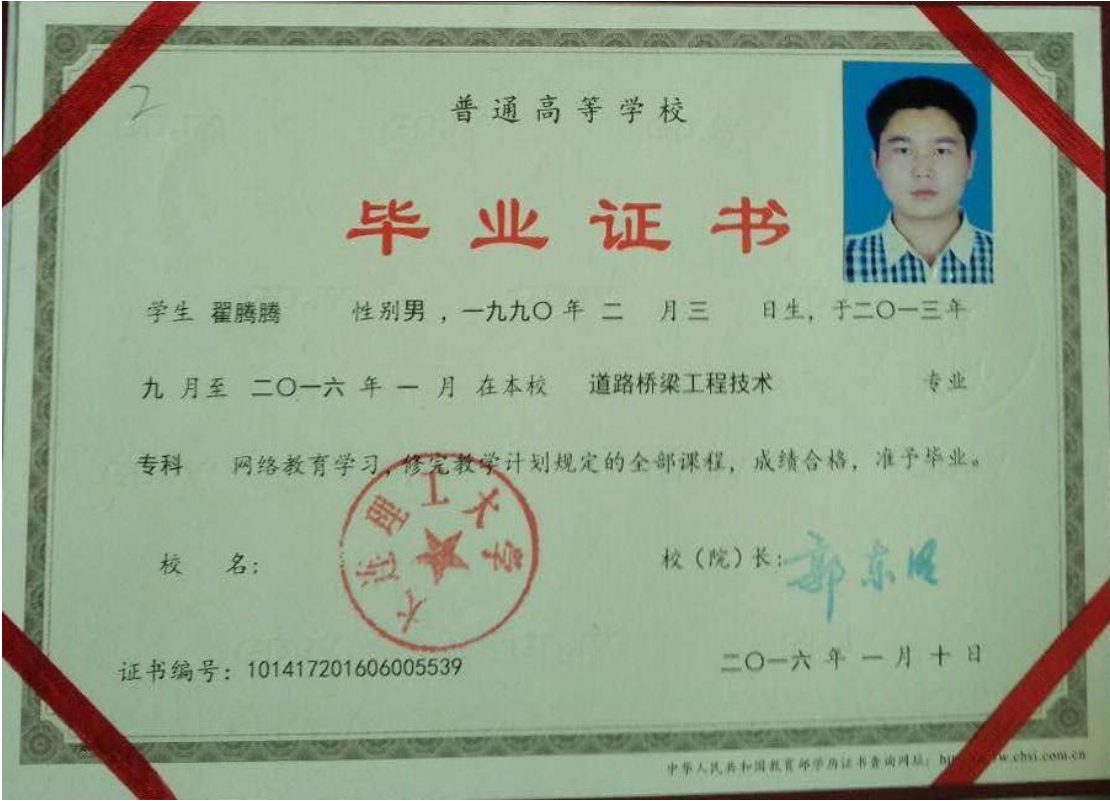 2
普通高等学校
毕业证书
学生 翟腾腾 性别男，一九九〇年 二 月三 日生，于二〇一三年
九 月至 二〇一六 年 一 月 在本校 道路桥梁工程技术 专业
专科 网络教育学习，修完教学计划规定的全部课程，成绩合格，准予毕业。
大连理工大学
校 名： 校（院）长：郭东明
证书编号：101417201606005539 二〇一六 年 一 月 十 日
中华人民共和国教育部学历证书查询网址：w.chsi.com.cn